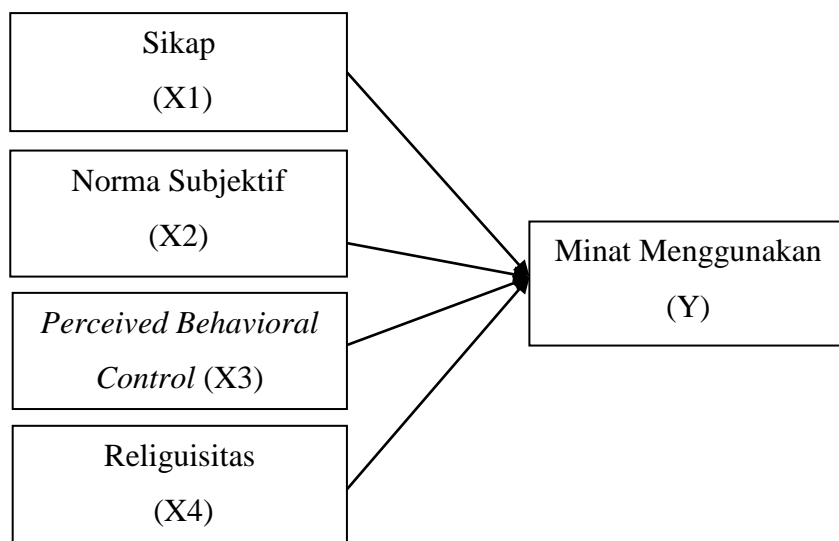 Sikap
(X1)
Norma Subjektif
(X2)
Perceived Behavioral
Control (X3)
Religuisitas
(X4)
Minat Menggunakan
(Y)